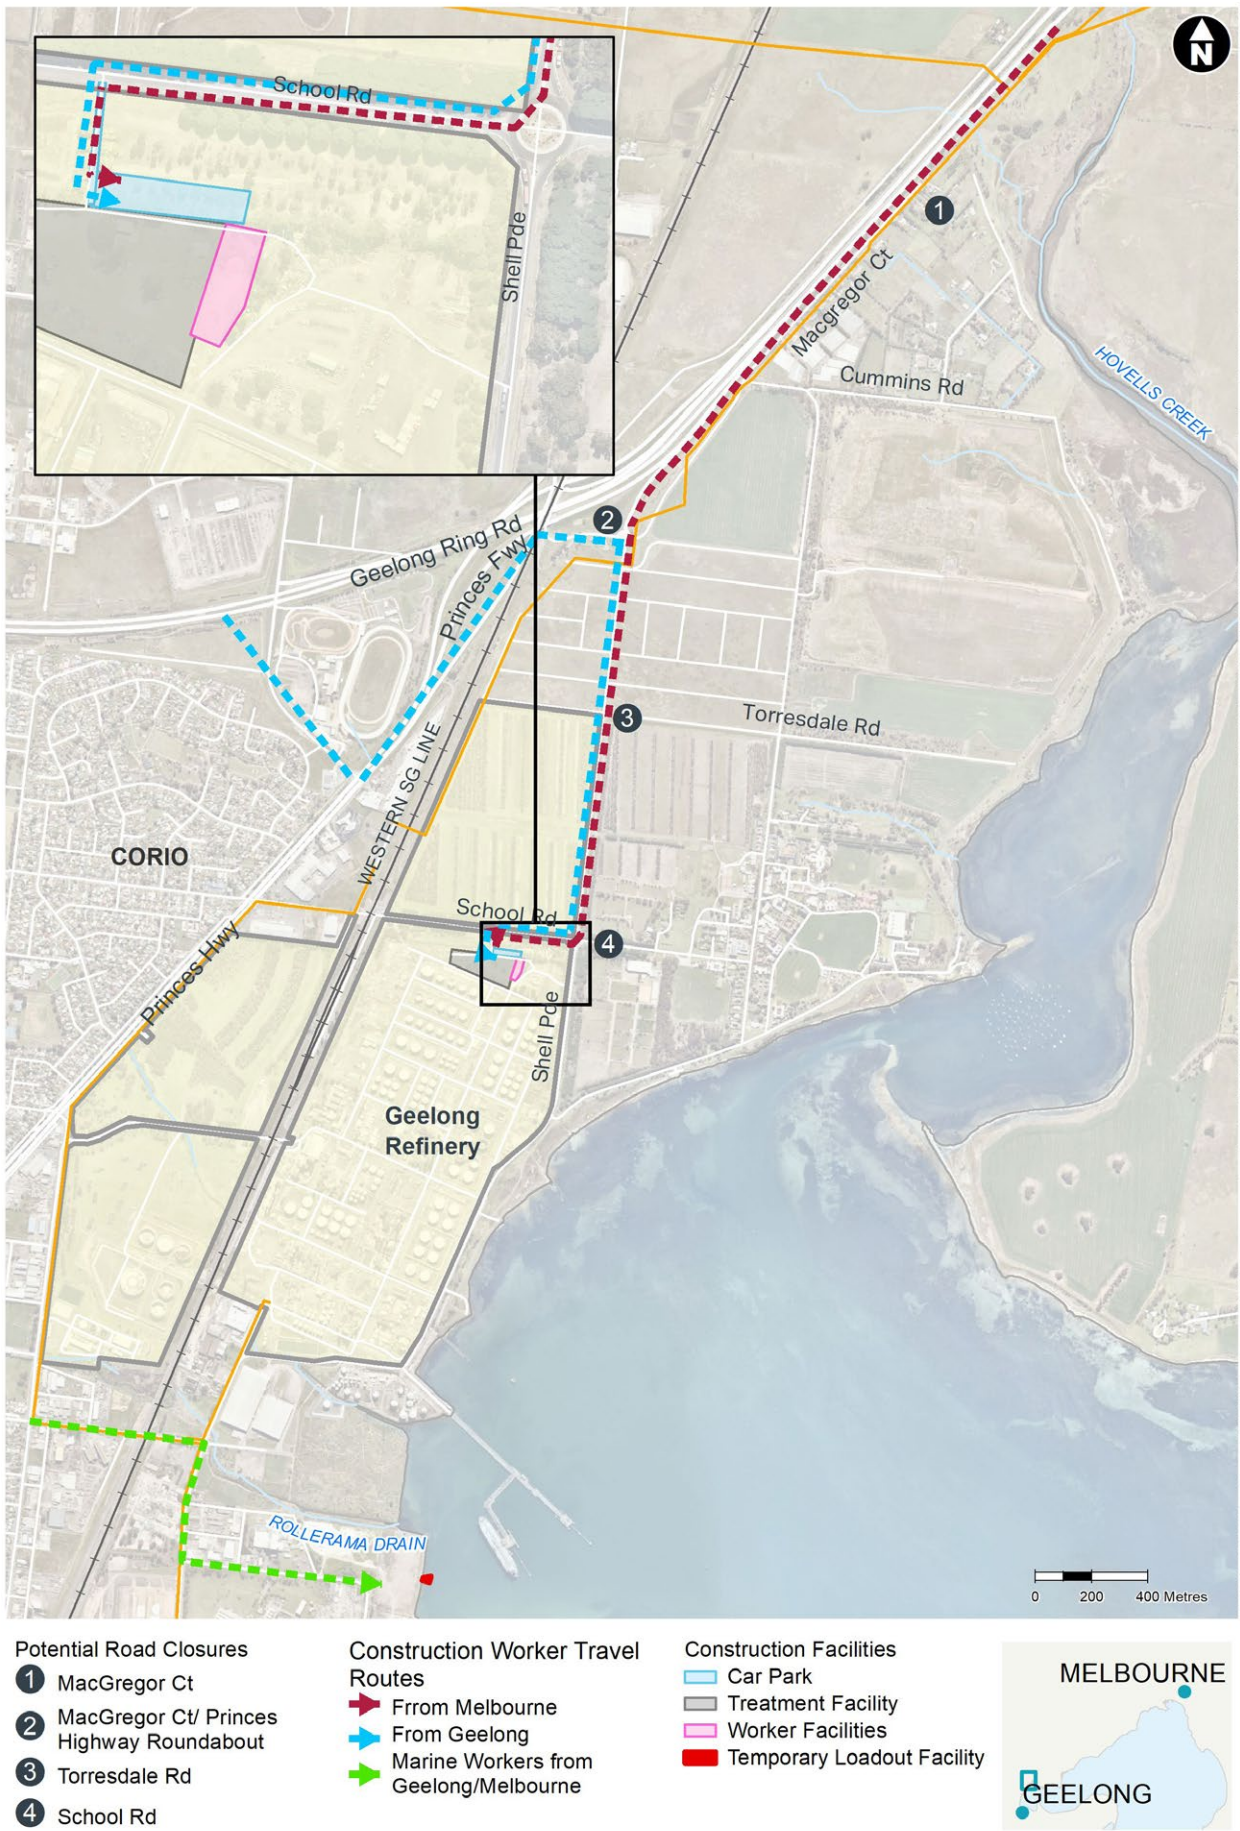 N
School Rd
Shell Pde
1
Macgregor Ct
Cummins Rd
HOVELLS CREEK
2
Geelong Ring Rd
Princes Fwy
3
Torresdale Rd
WESTERN SG LINE
CORIO
School Rd
4
Princes Hwy
Shell Pde
Geelong
Refinery
ROLLERAMA DRAIN
0 200 400 Metres
Potential Road Closures
1 MacGregor Ct
2 MacGregor Ct/ Princes
Highway Roundabout
3 Torresdale Rd
4 School Rd
Construction Worker Travel
Routes
Frrom Melbourne
From Geelong
Marine Workers from
Geelong/Melbourne
Construction Facilities
Car Park
Treatment Facility
Worker Facilities
Temporary Loadout Facility
MELBOURNE
GEELONG